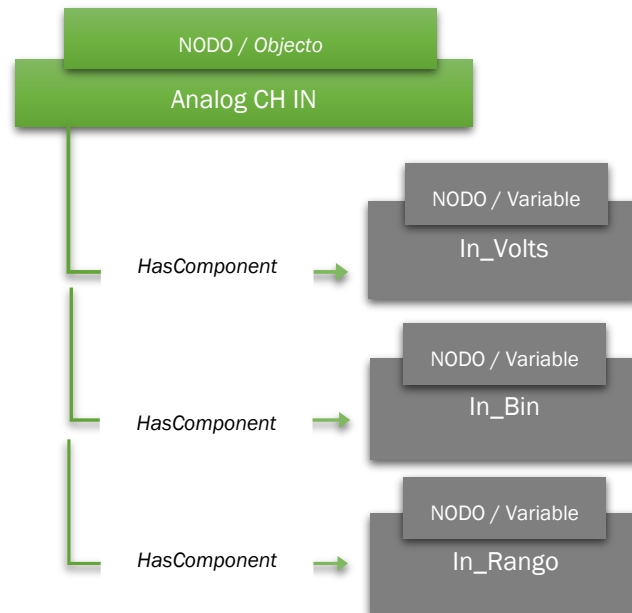 NODO / Objecto
Analog CH IN
NODO / Variable
In_Volts
HasComponent
NODO / Variable
In_Bin
HasComponent
NODO / Variable
In_Rango
HasComponent